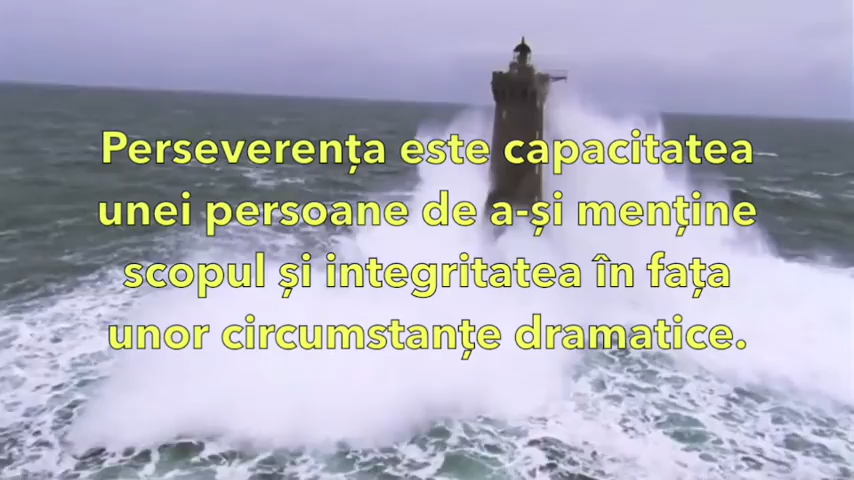 Perseverența este capacitatea
unei persoane de a-și menține
scopul și integritatea în fața
unor circumstanțe dramatice.